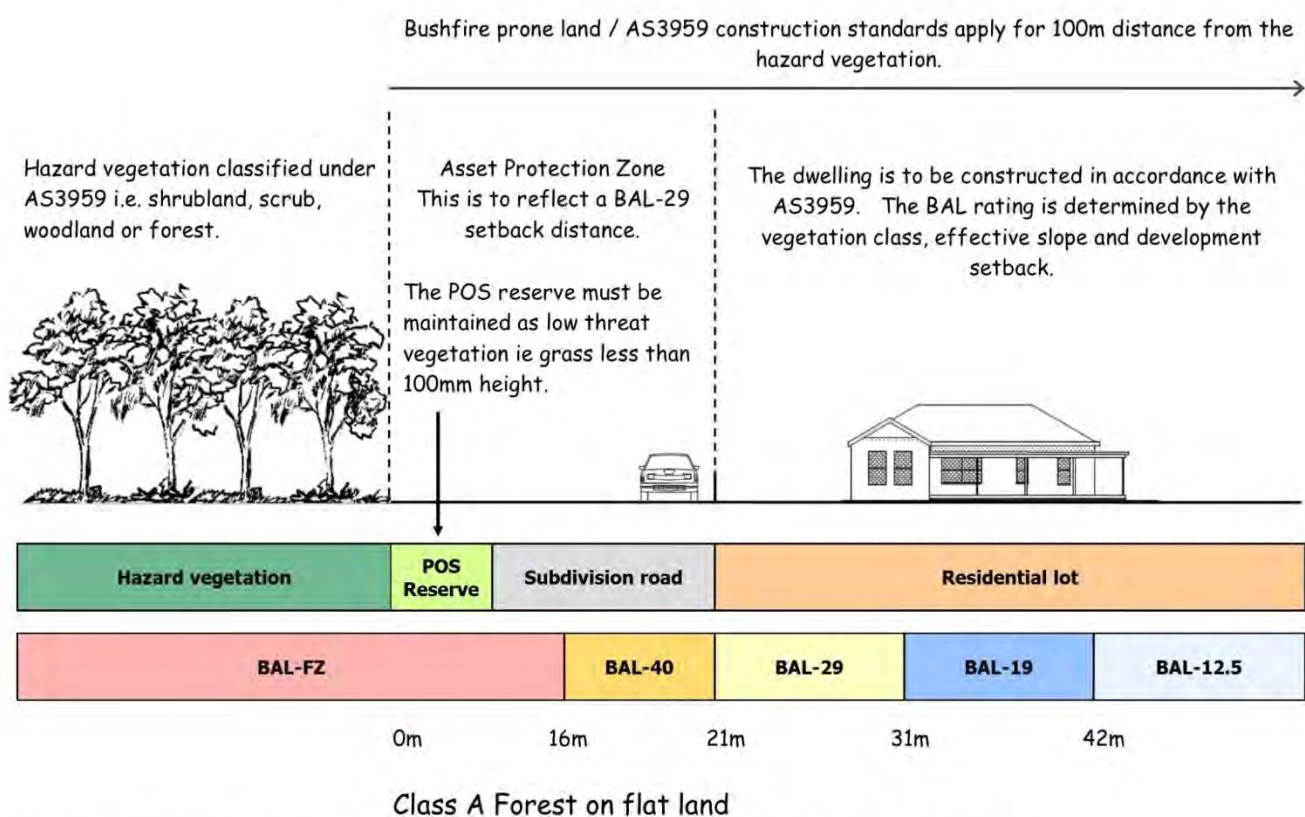 Bushfire prone land / AS3959 construction standards apply for 100m distance from the
hazard vegetation.
Hazard vegetation classified under
AS3959 i.e. shrubland, scrub,
woodland or forest.
Asset Protection Zone
This is to reflect a BAL-29
setback distance.
The POS reserve must be
maintained as low threat
vegetation ie grass less than
100mm height.
The dwelling is to be constructed in accordance with
AS3959. The BAL rating is determined by the
vegetation class, effective slope and development
setback.
Hazard vegetation
POS
Reserve
Subdivision road
Residential lot
BAL-FZ
BAL-40
BAL-29
BAL-19
BAL-12.5
0m
16m
21m
31m
42m
Class A Forest on flat land